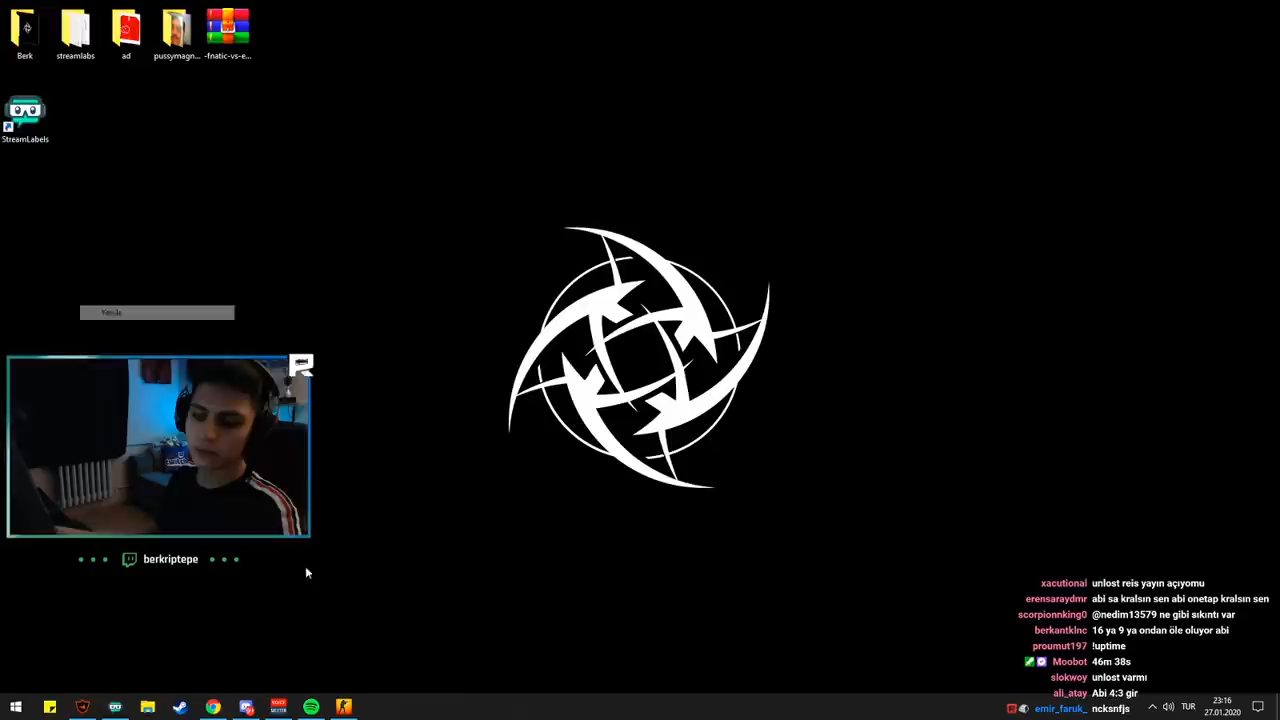 Berk
streamlabs
ad
pussymagn...
-fnatic-vs-e...
StreamLabels
Yenile
berkriptepe
xacutional unlost reis yayın açıyomu
erensaraydmr abi sa kralsın sen abi onetap kralsın sen
scorpionnking0 @nedim13579 ne gibi sıkıntı var
berkantklnc 16 ya 9 ya ondan öle oluyor abi
proumut197 !uptime
Moobot 46m 38s
slokwoy unlost varmı
ali_atay Abi 4:3 gir
emir_faruk_ ncksnfjs
TUR
23:16
27.01.2020